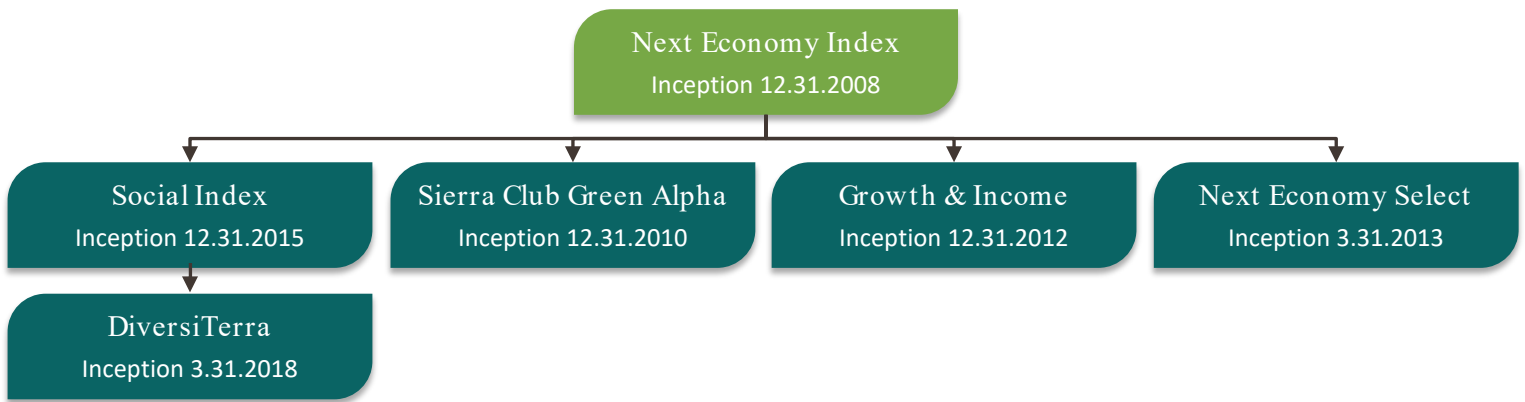 Next Economy Index
Inception 12.31.2008
Social Index
Inception 12.31.2015
Sierra Club Green Alpha
Inception 12.31.2010
Growth & Income
Inception 12.31.2012
Next Economy Select
Inception 3.31.2013
DiversiTerra
Inception 3.31.2018